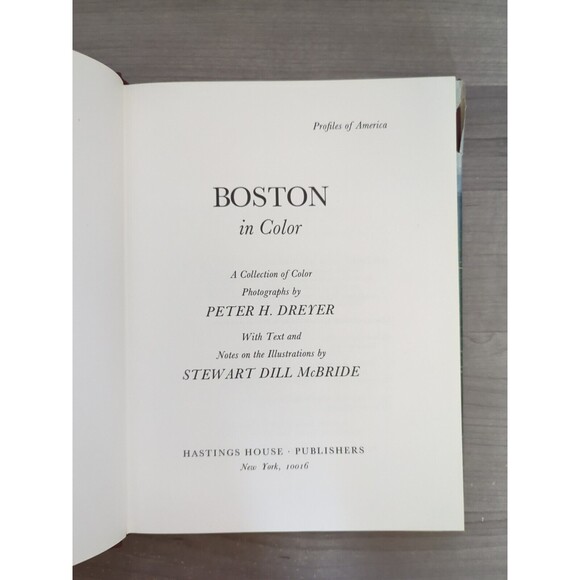 Profiles of America
BOSTON
in Color
A Collection of Color
Photographs by
PETER H. DREYER
With Text and
Notes on the Illustrations by
STEWART DILL McBRIDE
HASTINGS HOUSE · PUBLISHERS
New York, 10016